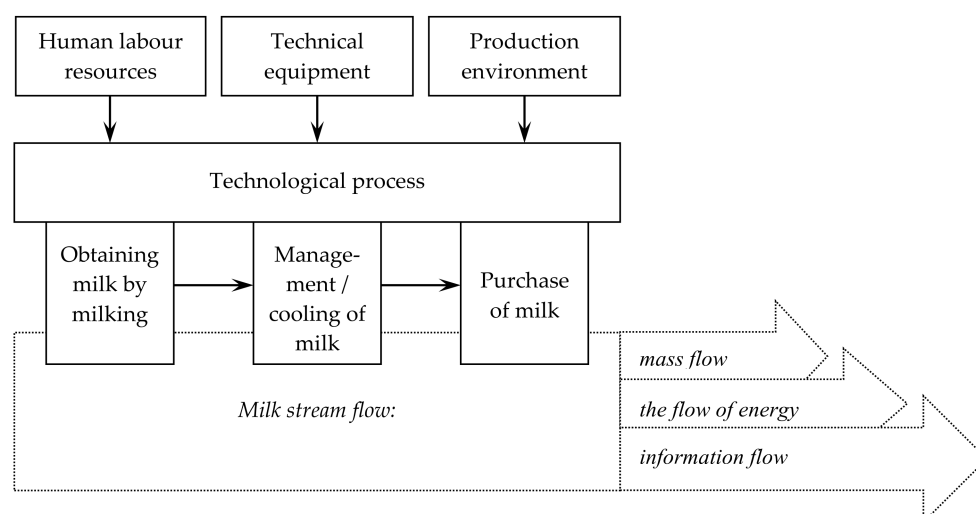 Human labour
resources
Technical
equipment
Production
environment
Technological process
Obtaining
milk by
milking
Manage-
ment /
cooling of
milk
Purchase
of milk
Milk stream flow:
mass flow
the flow of energy
information flow